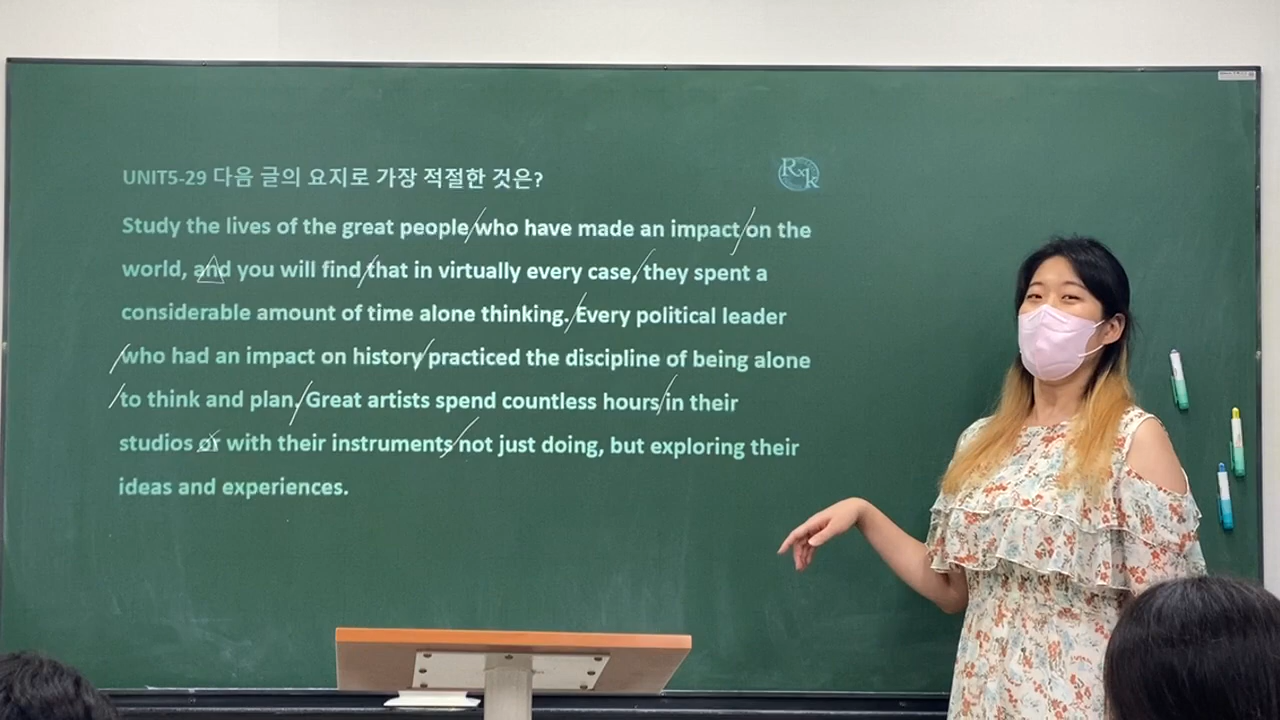 UNIT5-29 다음 글의 요지로 가장 적절한 것은?
RxK
Study the lives of the great people who have made an impact on the
world, and you will find that in virtually every case, they spent a
considerable amount of time alone thinking. Every political leader
who had an impact on history practiced the discipline of being alone
to think and plan. Great artists spend countless hours in their
studios or with their instruments not just doing, but exploring their
ideas and experiences.